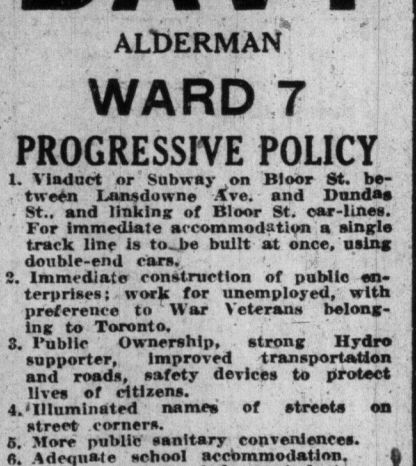 ALDERMAN
WARD 7
PROGRESSIVE POLICY
1. Viaduct or Subway on Bloor St. be-
tween Lansdowne Ave. and Dundas
St., and linking of Bloor St. car-lines.
For immediate accommodation a single
track line is to be built at once, using
double-end cars.
2. Immediate construction of public en-
terprises; work for unemployed, with
preference to War Veterans belong-
ing to Toronto.
3. Public Ownership, strong Hydro
supporter, improved transportation
and roads, safety devices to protect
lives of citizens.
4. Illuminated names of streets on
street corners.
5. More public sanitary conveniences.
6. Adequate school accommodation.